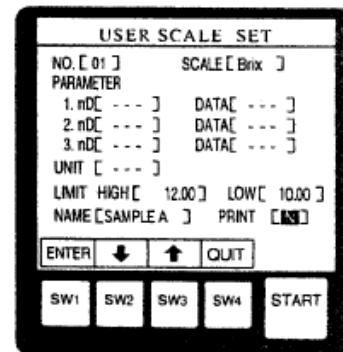 USER SCALE SET
NO. [ 01 ] SCALE [ Brix ]
PARAMETER
1. nD[ --- ] DATA[ --- ]
2. nD[ --- ] DATA[ --- ]
3. nD[ --- ] DATA[ --- ]
UNIT [ --- ]
LIMIT HIGH [ 12.00 ] LOW [ 10.00 ]
NAME [SAMPLE A ] PRINT
ENTER ⬇ ⬆ QUIT
SW1 SW2 SW3 SW4 START